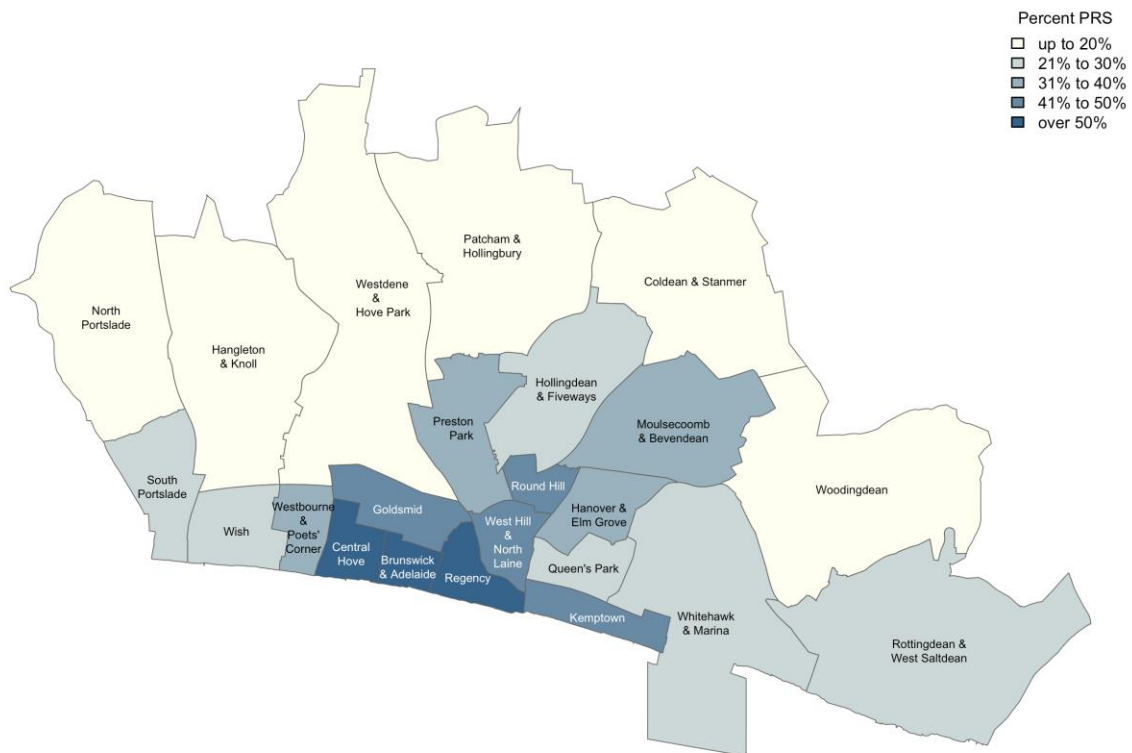 Percent PRS
up to 20%
21% to 30%
31% to 40%
41% to 50%
over 50%
Patcham &
Hollingbury
Coldean & Stanmer
Westdene
&
Hove Park
North
Portslade
Hangleton
& Knoll
Hollingdean
& Fiveways
Preston
Park
Moulsecoomb
& Bevendean
South
Portslade
Round Hill
Woodingdean
Westbourne
&
Poets'
Corner
Goldsmid
Hanover &
Elm Grove
West Hill
&
North
Laine
Wish
Central
Hove
Brunswick
& Adelaide
Regency
Queen's Park
Kemptown
Whitehawk
& Marina
Rottingdean &
West Saltdean